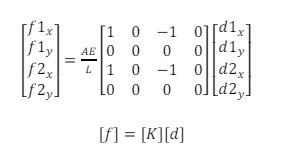 [f1x] [1 0 −1 0] [d1x]
[f1y] = AE/L [0 0 0 0] [d1y]
[f2x] [1 0 −1 0] [d2x]
[f2y] [0 0 0 0] [d2y]
[f] = [K][d]